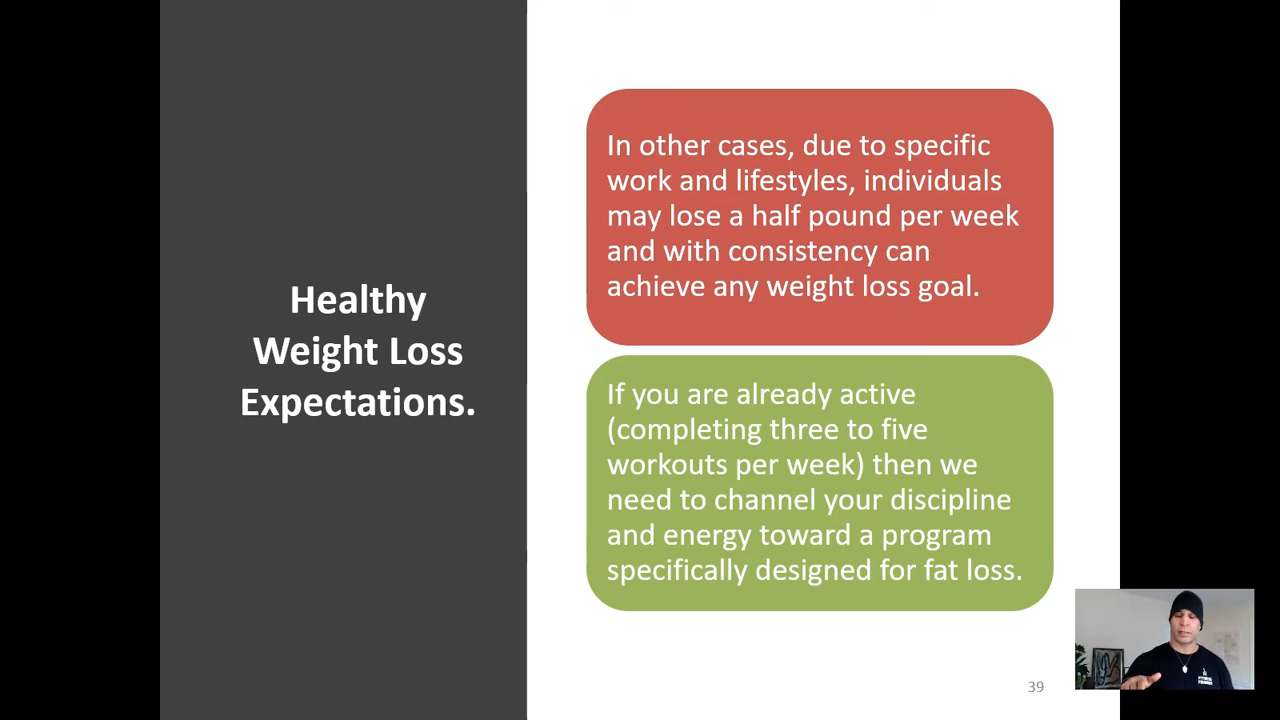 Healthy
Weight Loss
Expectations.
In other cases, due to specific
work and lifestyles, individuals
may lose a half pound per week
and with consistency can
achieve any weight loss goal.
If you are already active
(completing three to five
workouts per week) then we
need to channel your discipline
and energy toward a program
specifically designed for fat loss.
39